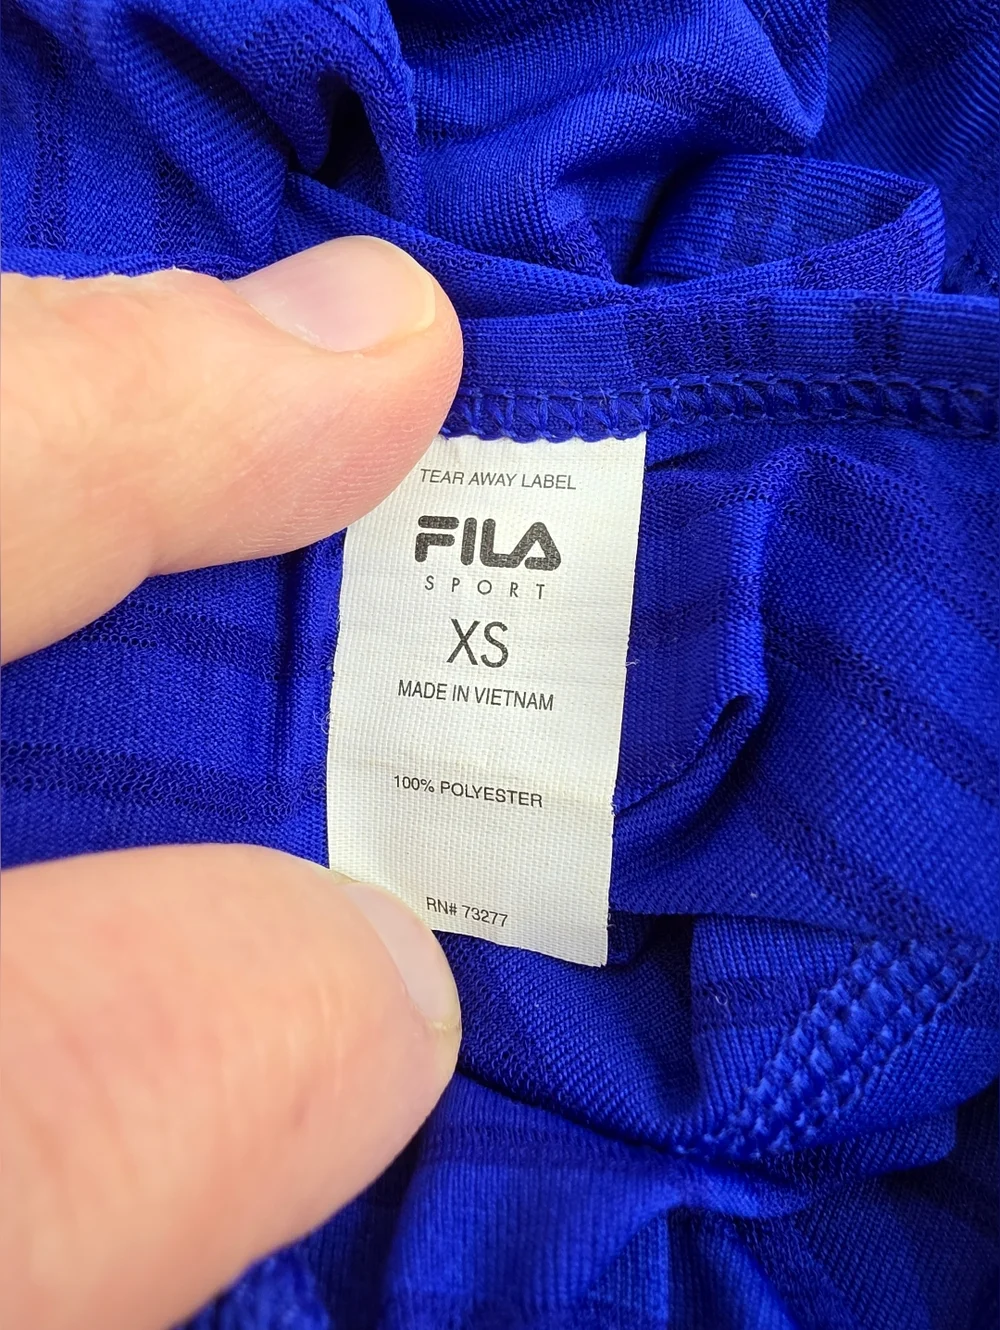 TEAR AWAY LABEL
FILA
SPORT
XS
MADE IN VIETNAM
100% POLYESTER
RN# 73277